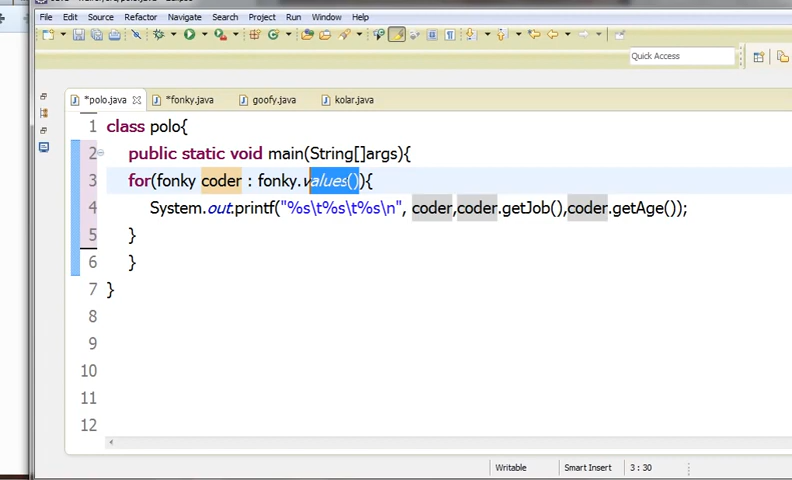 File Edit Source Refactor Navigate Search Project Run Window Help
Quick Access
*polo.java *fonky.java goofy.java kolar.java
1 class polo{
2 public static void main(String[]args){
3 for(fonky coder : fonky.values()){
4 System.out.printf("%s\t%s\t%s\n", coder,coder.getJob(),coder.getAge());
5 }
6 }
7 }
8
9
10
11
12
Writable Smart Insert 3 : 30